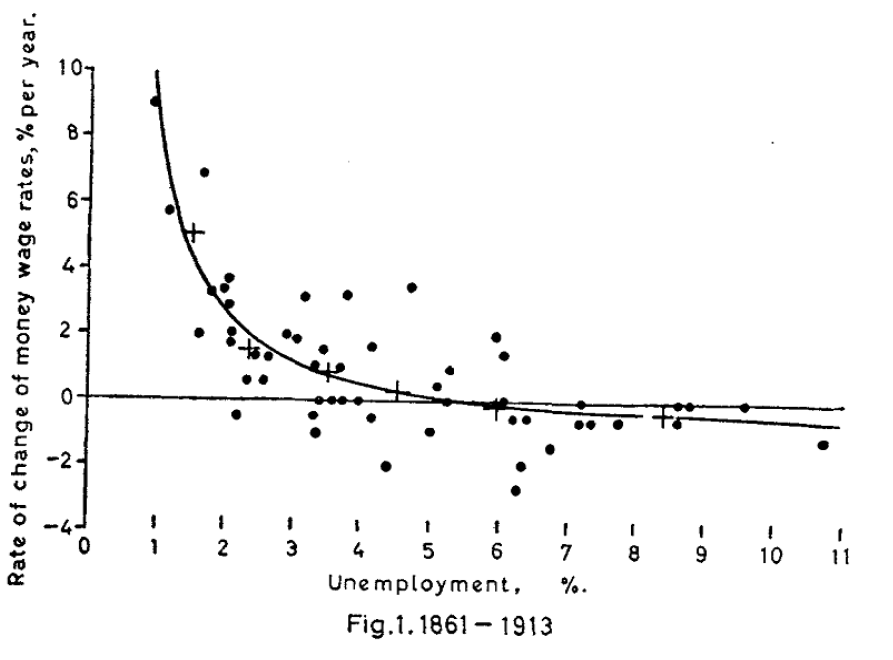 Rate of change of money wage rates, % per year.
10
8
6
4
2
0
−2
−4
0 1 2 3 4 5 6 7 8 9 10 11
Unemployment, %.
Fig.1. 1861 — 1913